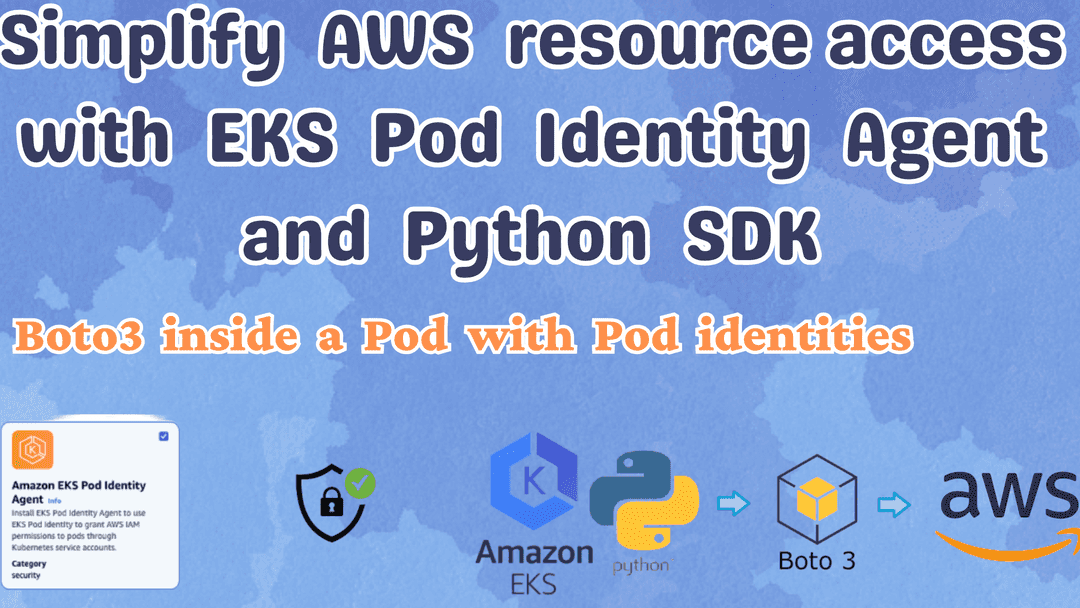 Simplify AWS resource access
with EKS Pod Identity Agent
and Python SDK
Boto3 inside a Pod with Pod identities
K
Amazon EKS Pod Identity
Agent Info
Install EKS Pod Identity Agent to use
EKS Pod Identity to grant AWS IAM
permissions to pods through
Kubernetes service accounts.
Category
security
K
Amazon
EKS
python
Boto 3
aws